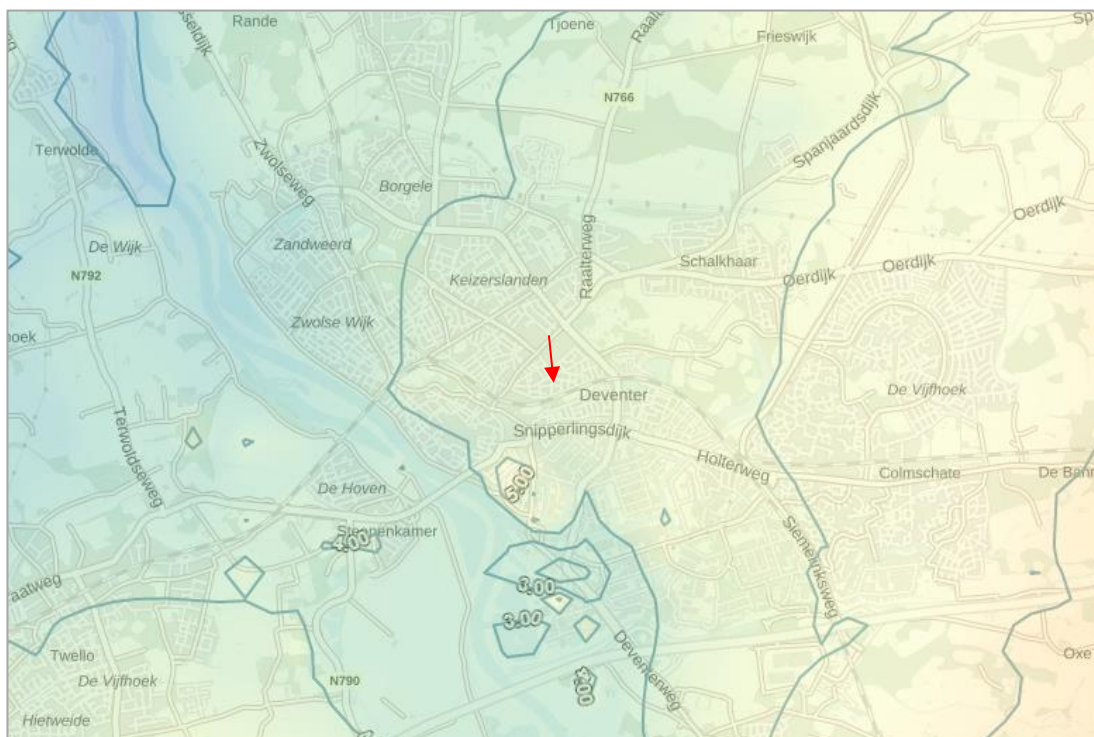 Rande
Tjoene
Frieswijk
N766
Terwolde
Zwolseweg
Borgele
Spanjaardsdijk
De Wijk
Zandweerd
Oerdijk
N792
Keizerslanden
Raalterweg
Schalkhaar
Oerdijk
Oerdijk
Zwolse Wijk
Deventer
De Vijfhoek
Snipperlingsdijk
Terwoldseweg
Holterweg
Colmschate
5.00
De Hoven
Steenenkamer
4.00
Siemelinksweg
3.00
3.00
Twello
De Vijfhoek
N790
Deventerweg
Oxe
Hietweide